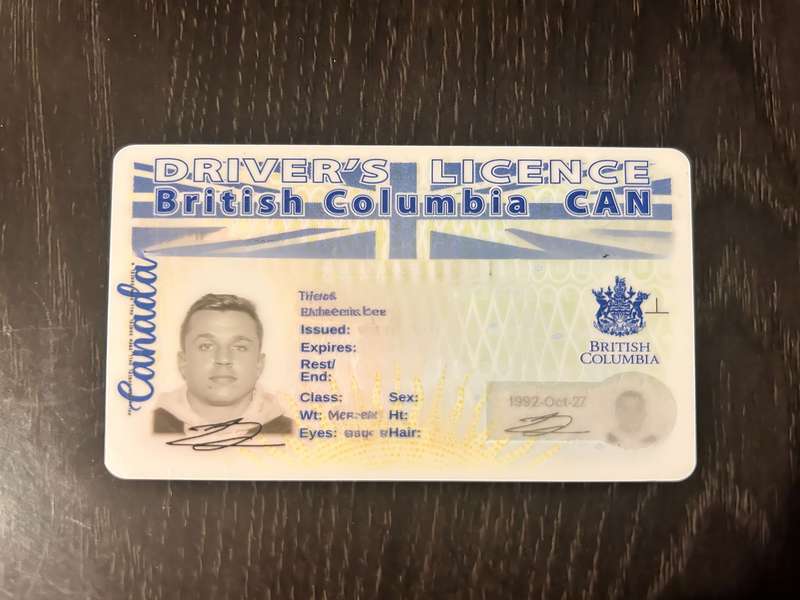 DRIVER'S LICENCE
British Columbia CAN
Canada
Issued:
Expires:
Rest/
End:
Class: Sex:
Wt: Ht:
Eyes: Hair:
BRITISH
COLUMBIA
1992-Oct-27